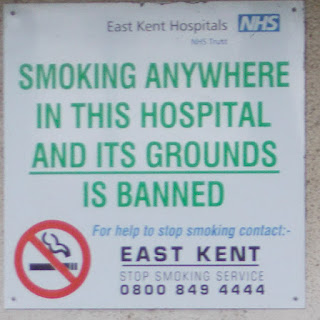 East Kent Hospitals NHS
NHS Trust
SMOKING ANYWHERE
IN THIS HOSPITAL
AND ITS GROUNDS
IS BANNED
For help to stop smoking contact:-
EAST KENT
STOP SMOKING SERVICE
0800 849 4444